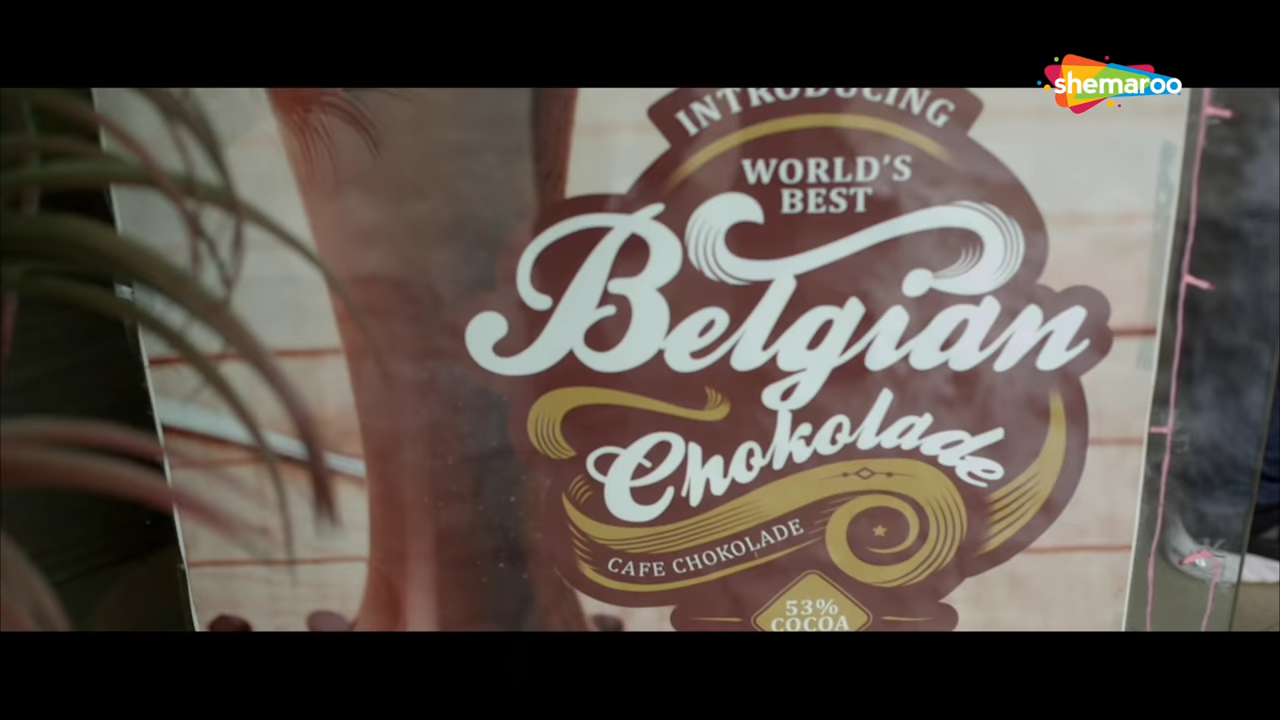 shemaroo
INTRODUCING
WORLD'S
BEST
Belgian
Chokolade
CAFE CHOKOLADE
53%
COCOA